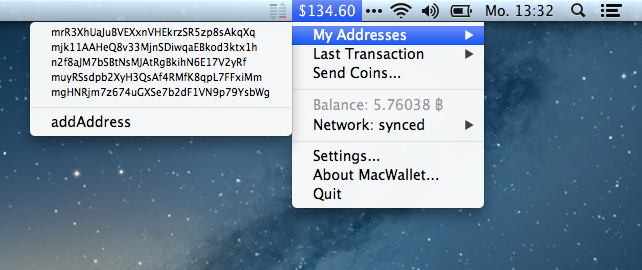 $134.60 ••• Mo. 13:32
mrR3XhUaJuBVEXxnVHEkrzSR5zp8sAkqXq
mjk11AAHeQ8v33MjnSDiwqaEBkod3ktx1h
n2f8aJM7bSBtNsMJAtRgBkihN6E17V2yRf
muyRSsdpb2XyH3QsAf4RMfK8qpL7FFxiMm
mgHNRjm7z674uGXSe7b2dF1VN9p79YsbWg
addAddress
My Addresses
Last Transaction
Send Coins...
Balance: 5.76038 ฿
Network: synced
Settings...
About MacWallet...
Quit